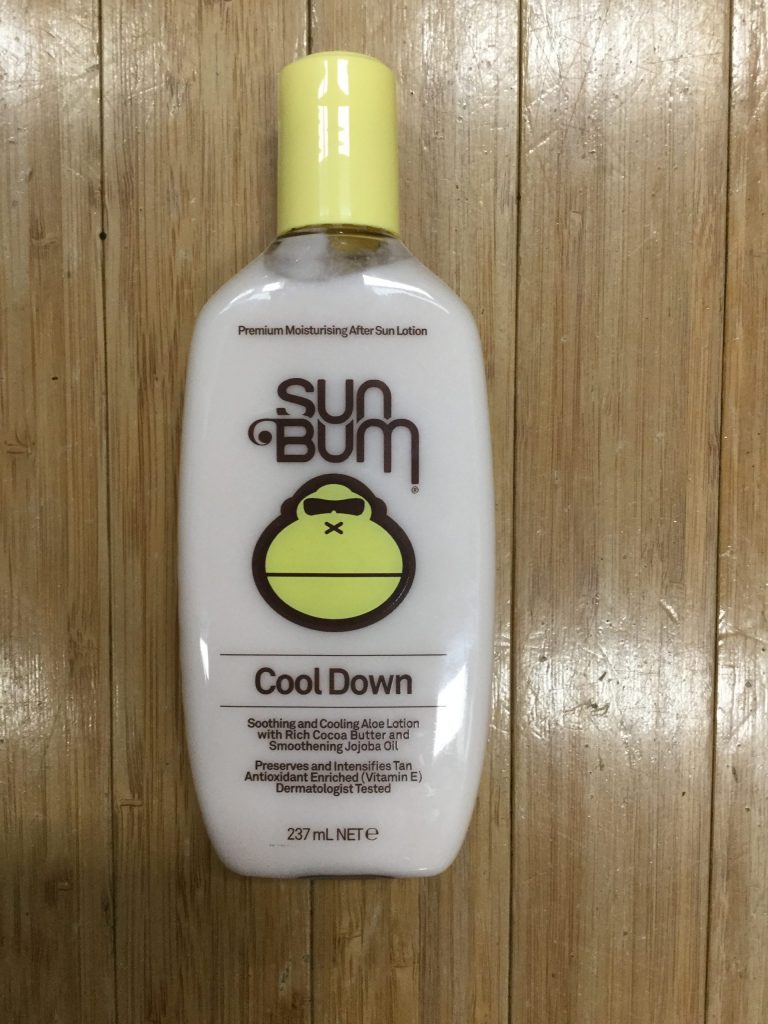 Premium Moisturising After Sun Lotion
SUN
BUM
®
Cool Down
Soothing and Cooling Aloe Lotion
with Rich Cocoa Butter and
Smoothening Jojoba Oil
Preserves and Intensifies Tan
Antioxidant Enriched (Vitamin E)
Dermatologist Tested
237 mL NET ℮